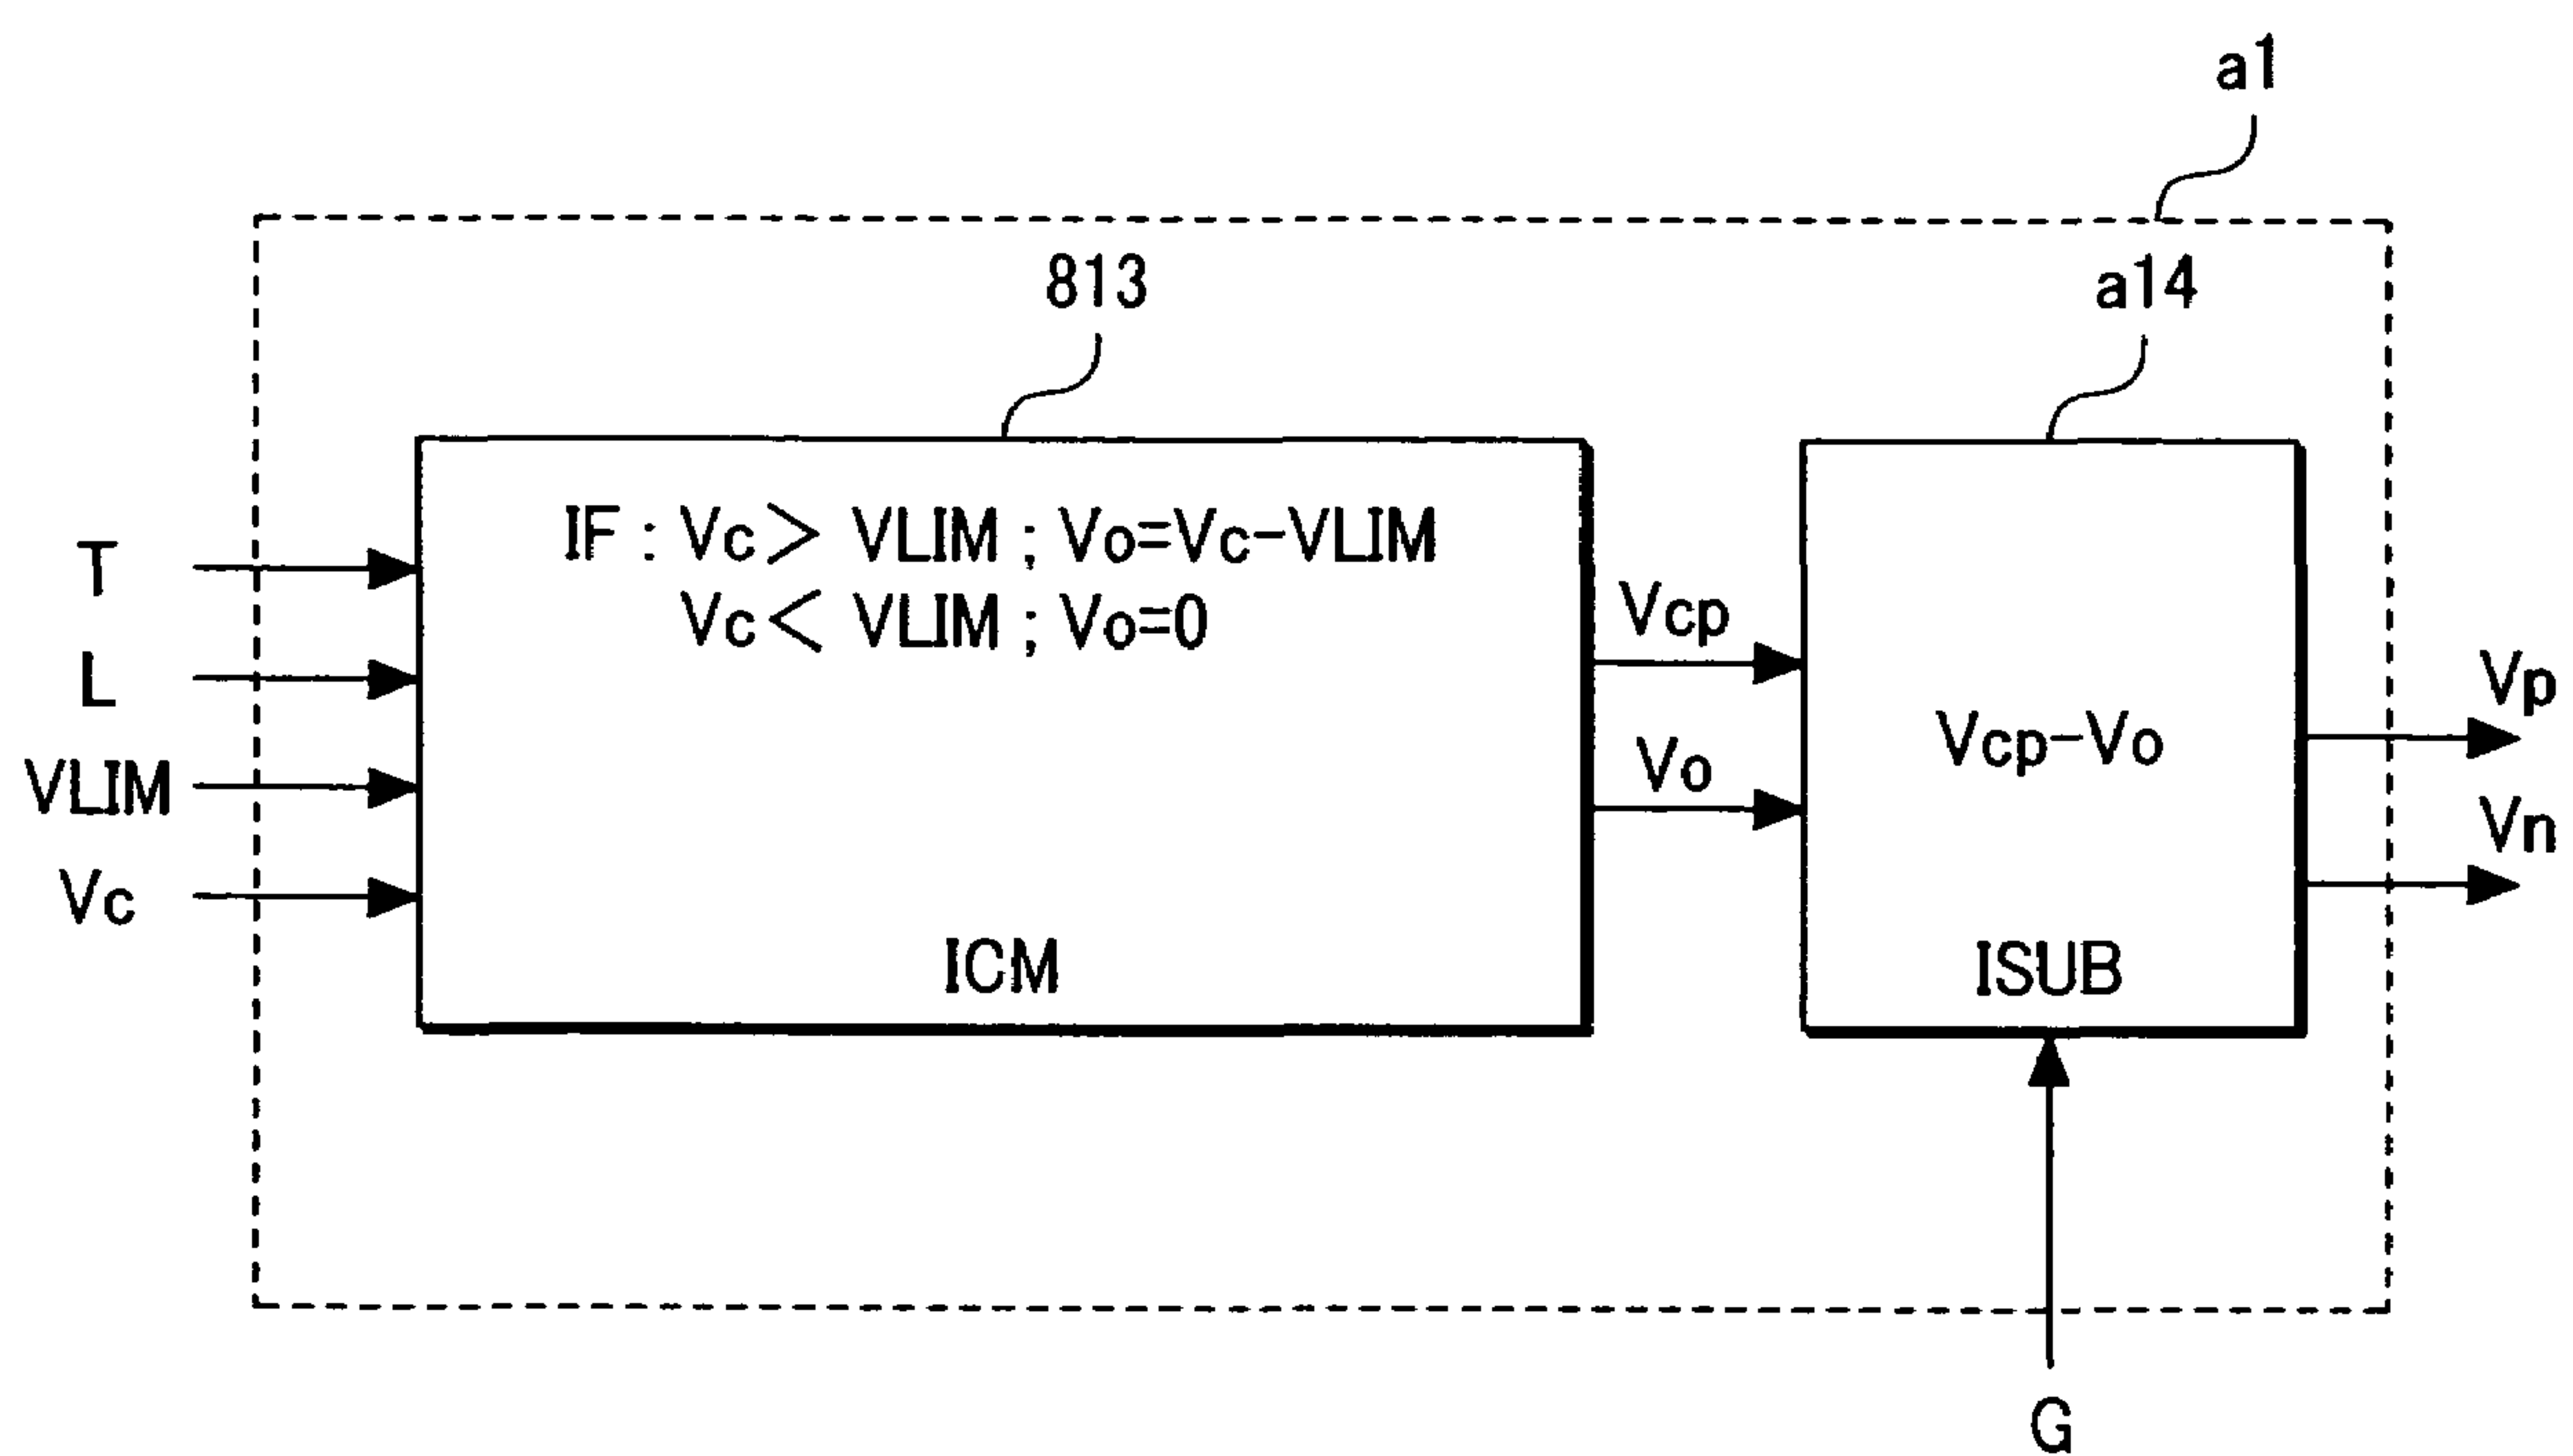 a1
813
a14
IF : Vc > VLIM ; Vo=Vc-VLIM
Vc < VLIM ; Vo=0
T
L
VLIM
Vc
ICM
Vcp
Vo
Vcp-Vo
ISUB
Vp
Vn
G